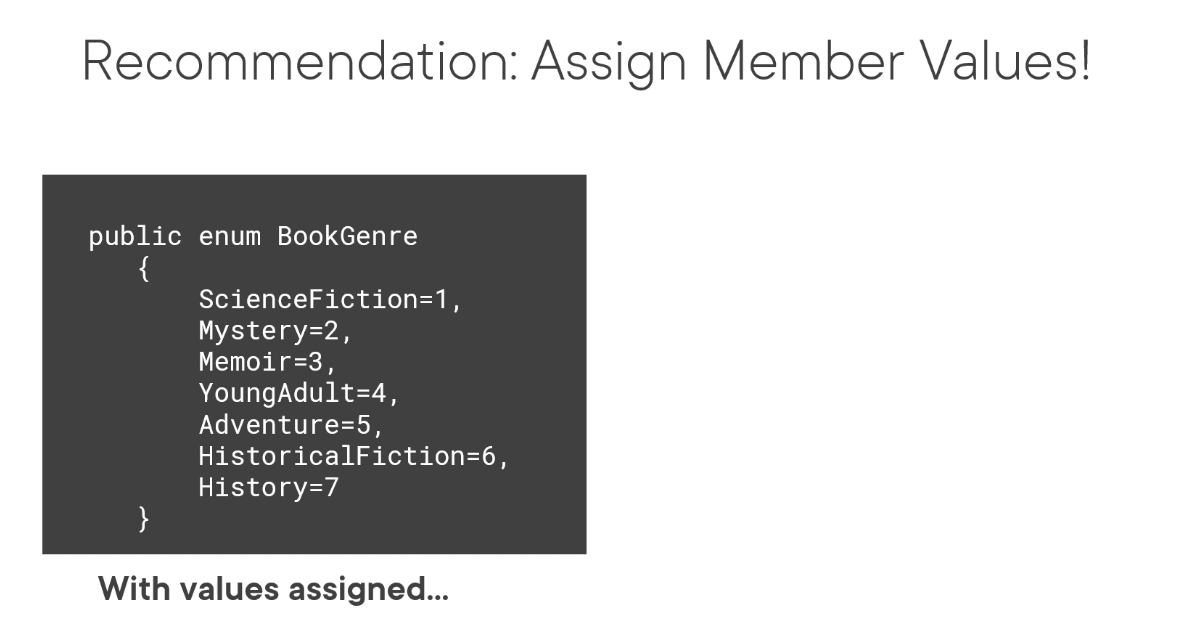 Recommendation: Assign Member Values!
public enum BookGenre
{
ScienceFiction=1,
Mystery=2,
Memoir=3,
YoungAdult=4,
Adventure=5,
HistoricalFiction=6,
History=7
}
With values assigned...